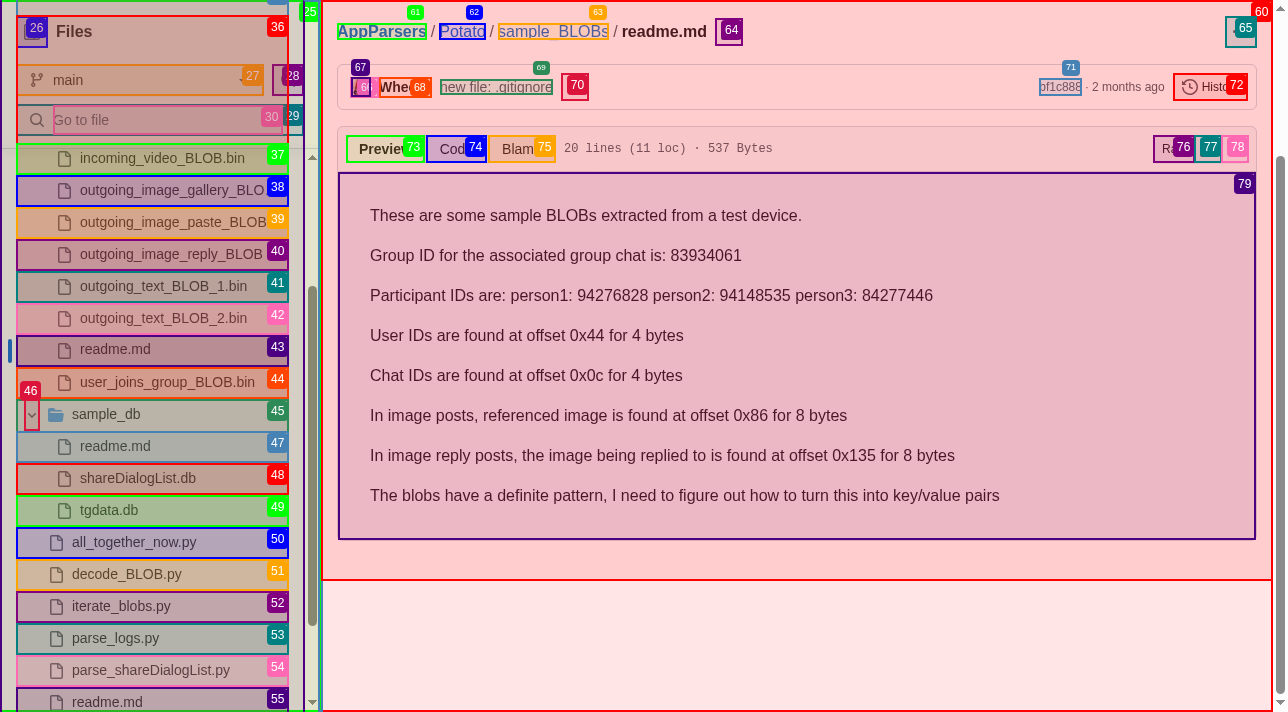 25
26
Files
36
main
27
28
Go to file
30
29
incoming_video_BLOB.bin
37
outgoing_image_gallery_BLO
38
outgoing_image_paste_BLOB
39
outgoing_image_reply_BLOB
40
outgoing_text_BLOB_1.bin
41
outgoing_text_BLOB_2.bin
42
readme.md
43
user_joins_group_BLOB.bin
44
46
sample_db
45
readme.md
47
shareDialogList.db
48
tgdata.db
49
all_together_now.py
50
decode_BLOB.py
51
iterate_blobs.py
52
parse_logs.py
53
parse_shareDialogList.py
54
readme.md
55
60
61
62
63
AppParsers / Potato / sample_BLOBs / readme.md
64
65
67
68
69
new file: .gitignore
70
71
bf1c888 · 2 months ago
72
Preview
73
74
75
20 lines (11 loc) · 537 Bytes
76
77
78
79
These are some sample BLOBs extracted from a test device.
Group ID for the associated group chat is: 83934061
Participant IDs are: person1: 94276828 person2: 94148535 person3: 84277446
User IDs are found at offset 0x44 for 4 bytes
Chat IDs are found at offset 0x0c for 4 bytes
In image posts, referenced image is found at offset 0x86 for 8 bytes
In image reply posts, the image being replied to is found at offset 0x135 for 8 bytes
The blobs have a definite pattern, I need to figure out how to turn this into key/value pairs